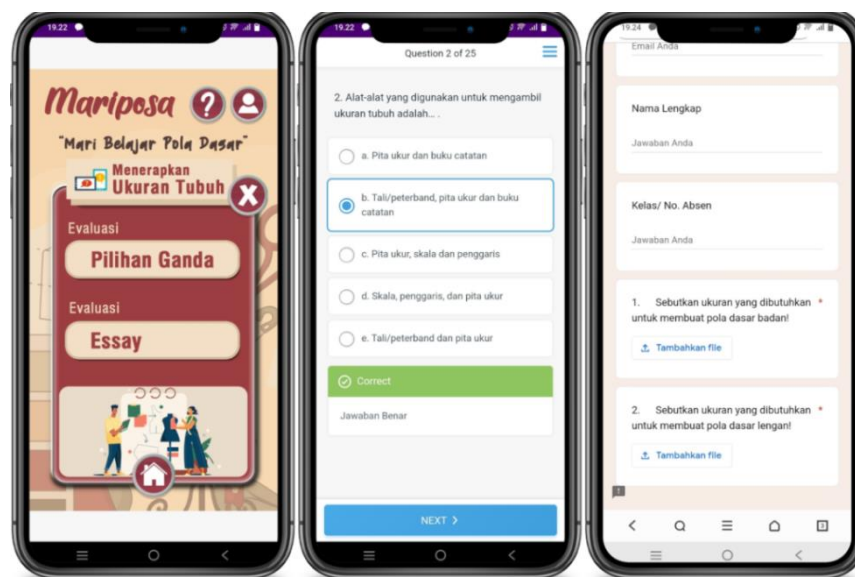 19.22
Mariposa
?
"Mari Belajar Pola Dasar"
Menerapkan
Ukuran Tubuh
X
Evaluasi
Pilihan Ganda
Evaluasi
Essay
19.22
Question 2 of 25
2. Alat-alat yang digunakan untuk mengambil
ukuran tubuh adalah... .
a. Pita ukur dan buku catatan
b. Tali/peterband, pita ukur dan buku
catatan
c. Pita ukur, skala dan penggaris
d. Skala, penggaris, dan pita ukur
e. Tali/peterband dan pita ukur
Correct
Jawaban Benar
NEXT >
19.24
Email Anda
Nama Lengkap
Jawaban Anda
Kelas/ No. Absen
Jawaban Anda
1. Sebutkan ukuran yang dibutuhkan *
untuk membuat pola dasar badan!
Tambahkan file
2. Sebutkan ukuran yang dibutuhkan *
untuk membuat pola dasar lengan!
Tambahkan file